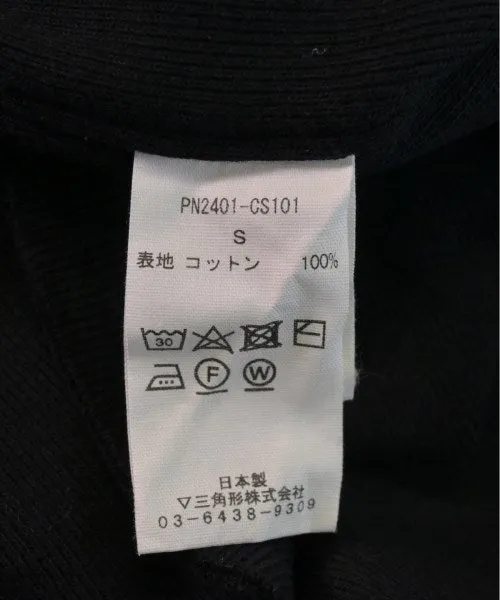 PN2401-CS101
S
表地 コットン 100%
30
F W
日本製
▽三角形株式会社
03-6438-9309